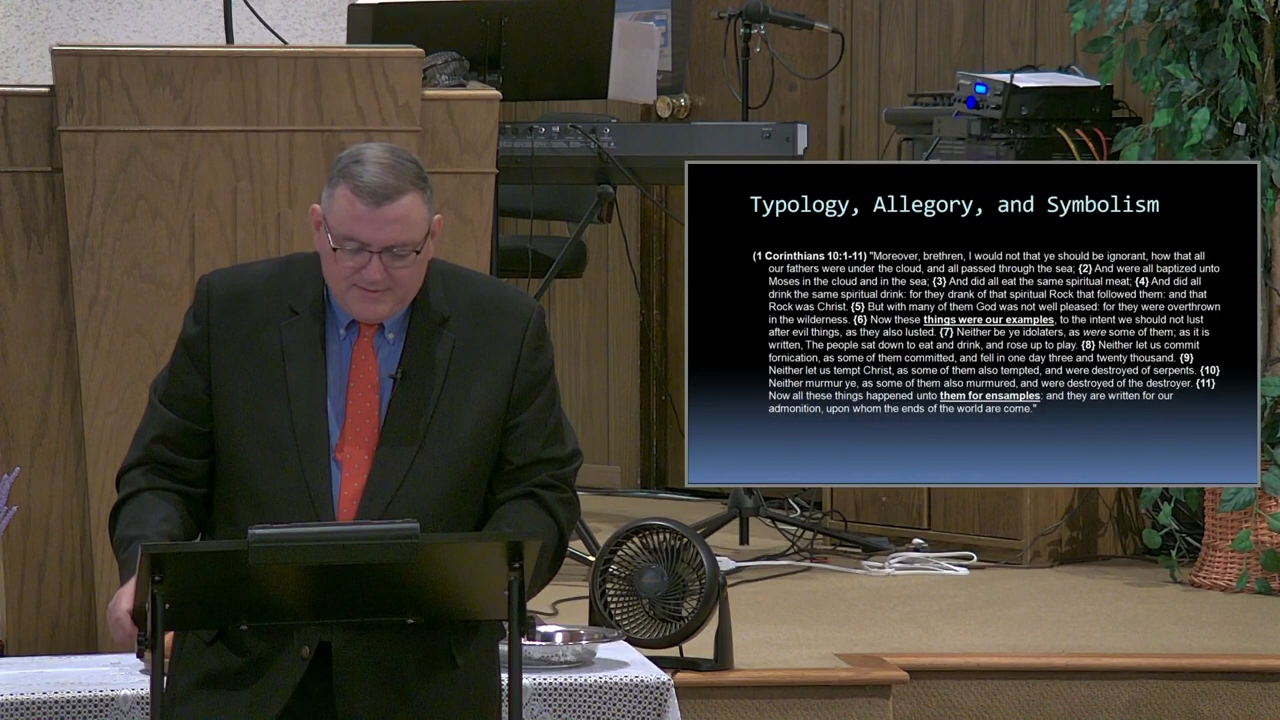 Typology, Allegory, and Symbolism
(1 Corinthians 10:1-11) "Moreover, brethren, I would not that ye should be ignorant, how that all
our fathers were under the cloud, and all passed through the sea; {2} And were all baptized unto
Moses in the cloud and in the sea; {3} And did all eat the same spiritual meat; {4} And did all
drink the same spiritual drink: for they drank of that spiritual Rock that followed them: and that
Rock was Christ. {5} But with many of them God was not well pleased: for they were overthrown
in the wilderness. {6} Now these things were our examples, to the intent we should not lust
after evil things, as they also lusted. {7} Neither be ye idolaters, as were some of them; as it is
written, The people sat down to eat and drink, and rose up to play. {8} Neither let us commit
fornication, as some of them committed, and fell in one day three and twenty thousand. {9}
Neither let us tempt Christ, as some of them also tempted, and were destroyed of serpents. {10}
Neither murmur ye, as some of them also murmured, and were destroyed of the destroyer. {11}
Now all these things happened unto them for ensamples: and they are written for our
admonition, upon whom the ends of the world are come."